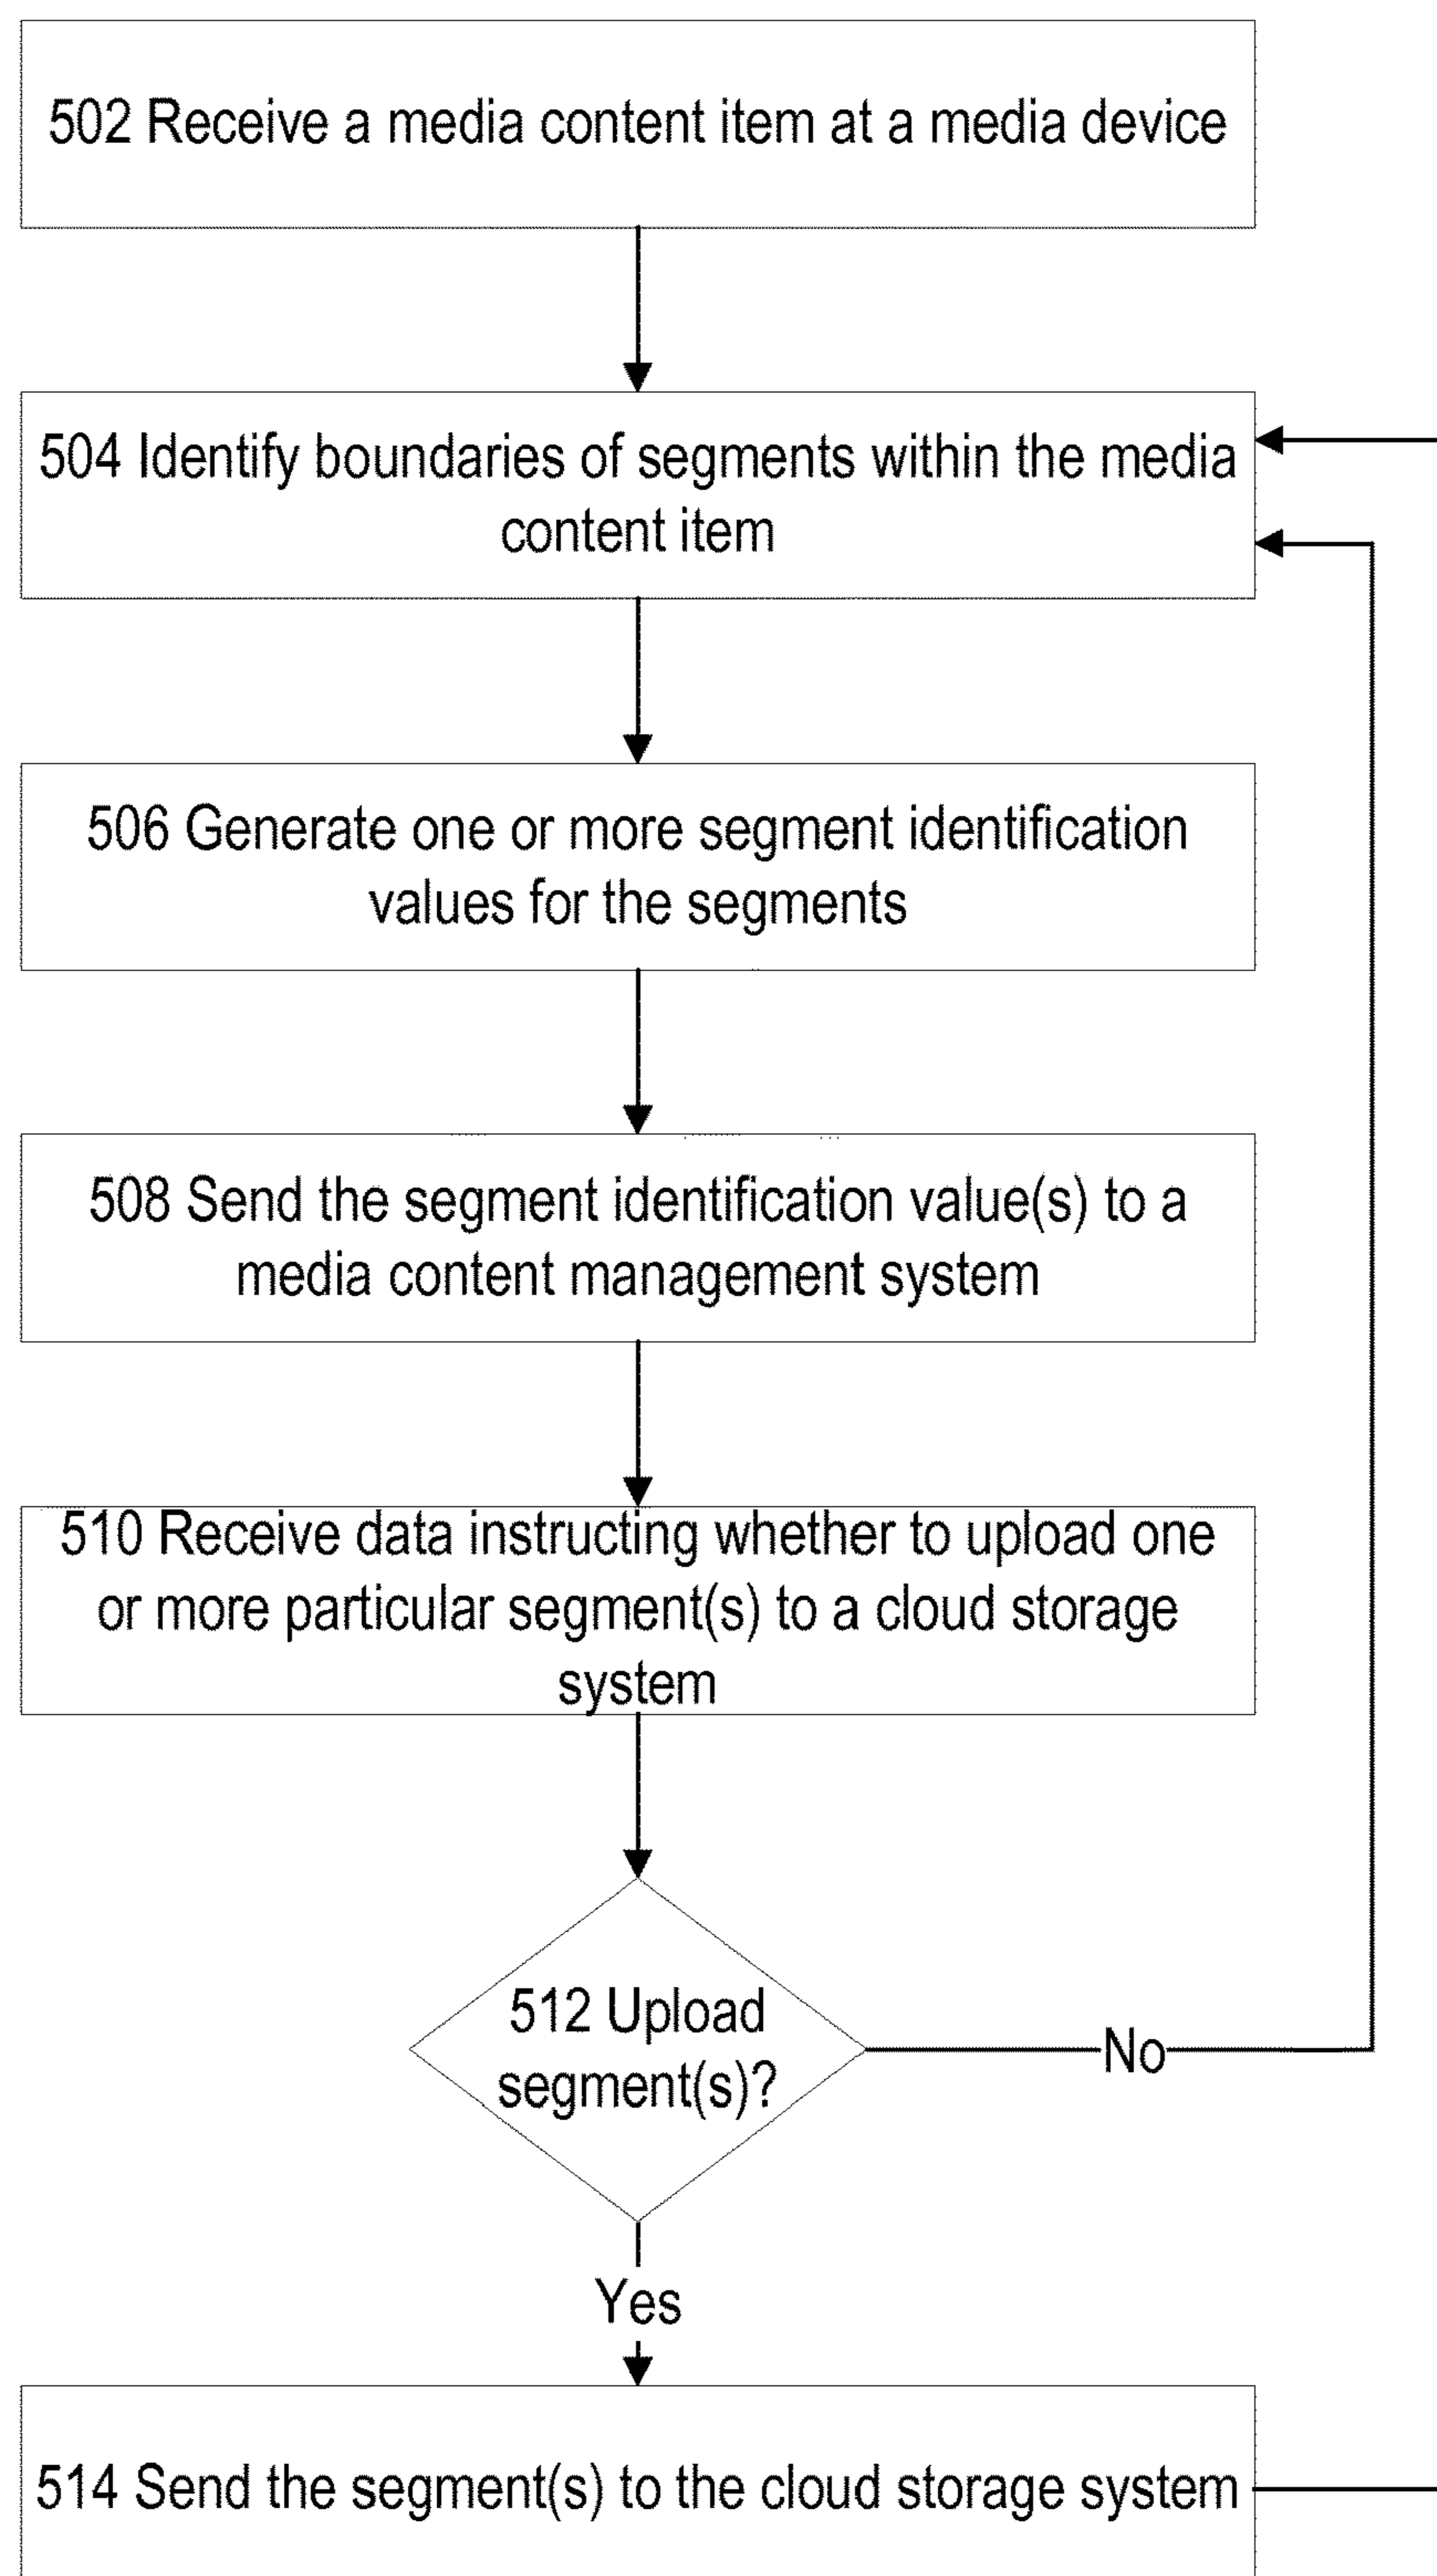 502 Receive a media content item at a media device
504 Identify boundaries of segments within the media
content item
506 Generate one or more segment identification
values for the segments
508 Send the segment identification value(s) to a
media content management system
510 Receive data instructing whether to upload one
or more particular segment(s) to a cloud storage
system
512 Upload
segment(s)?
No
Yes
514 Send the segment(s) to the cloud storage system